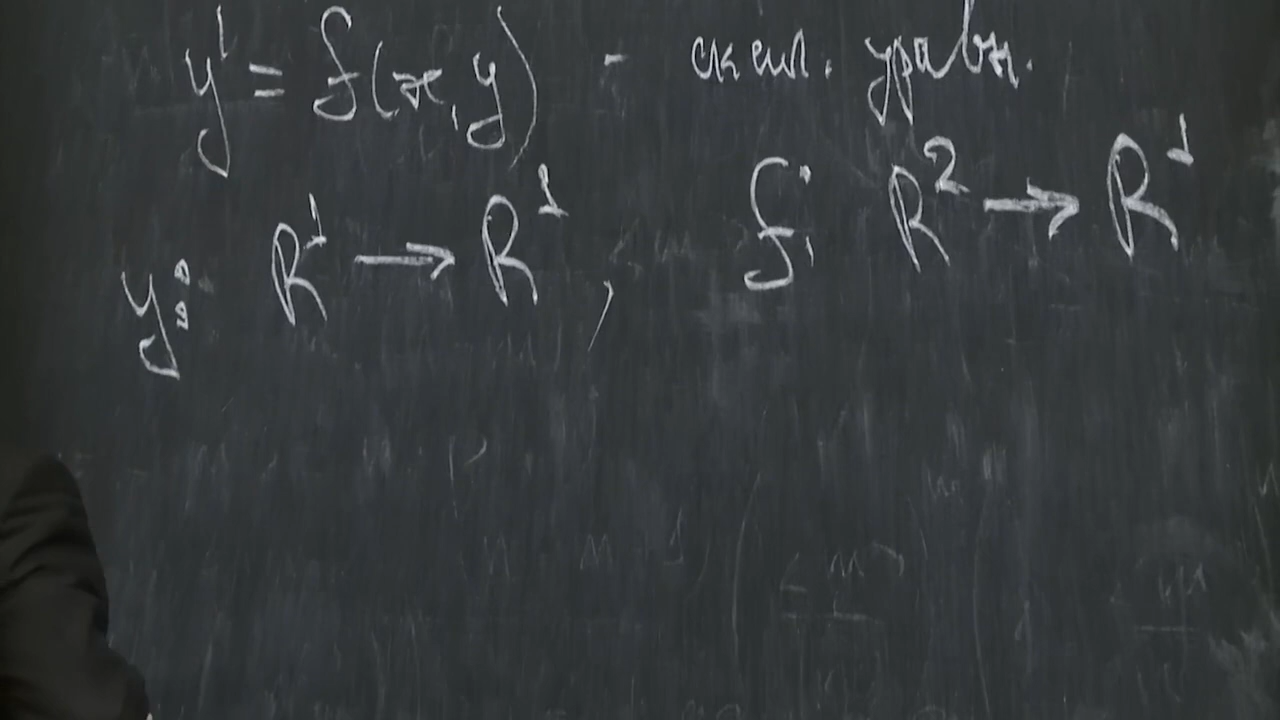 y' = f(x, y) - скал. уравн.
y: R¹ → R¹, f: R² → R¹